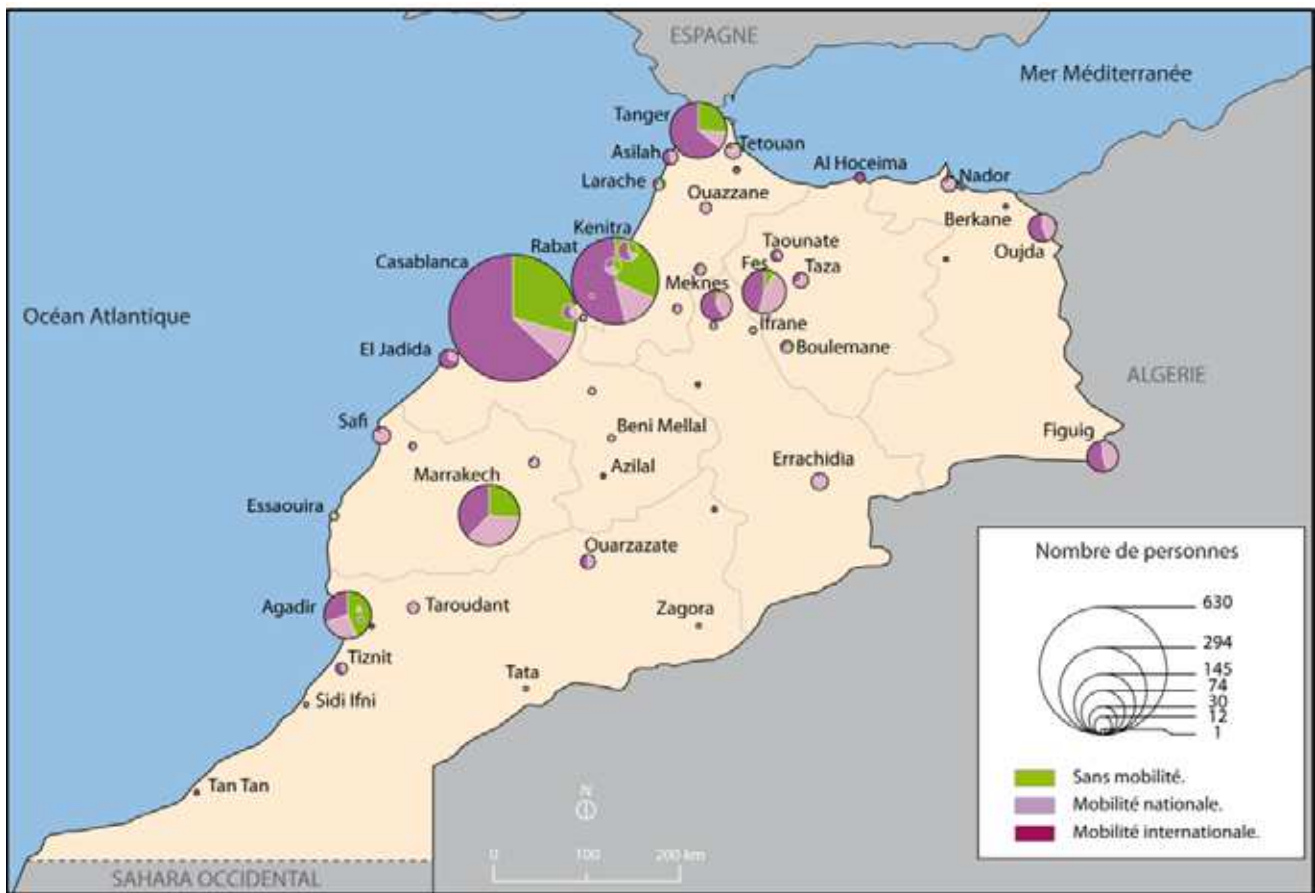 ESPAGNE
Mer Méditerranée
Tanger
Tetouan
Asilah
Al Hoceima
Larache
Nador
Ouazzane
Berkane
Kenitra
Oujda
Rabat
Taounate
Casablanca
Fes
Taza
Meknes
Océan Atlantique
Ifrane
El Jadida
Boulemane
ALGERIE
Safi
Beni Mellal
Figuig
Errachidia
Azilal
Marrakech
Essaouira
Ouarzazate
Agadir
Taroudant
Zagora
Tiznit
Tata
Sidi Ifni
Tan Tan
SAHARA OCCIDENTAL
N
0 100 200 km
Nombre de personnes
630
294
145
74
30
12
1
Sans mobilité.
Mobilité nationale.
Mobilité internationale.